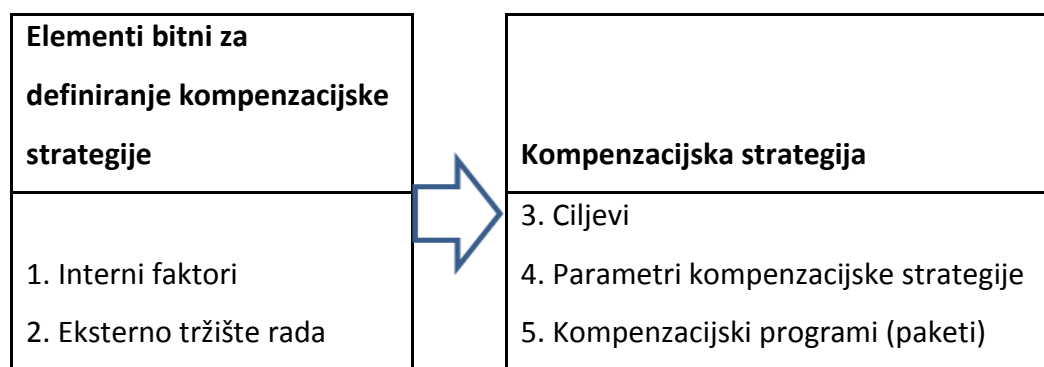 Elementi bitni za
definiranje kompenzacijske
strategije
1. Interni faktori
2. Eksterno tržište rada
Kompenzacijska strategija
3. Ciljevi
4. Parametri kompenzacijske strategije
5. Kompenzacijski programi (paketi)